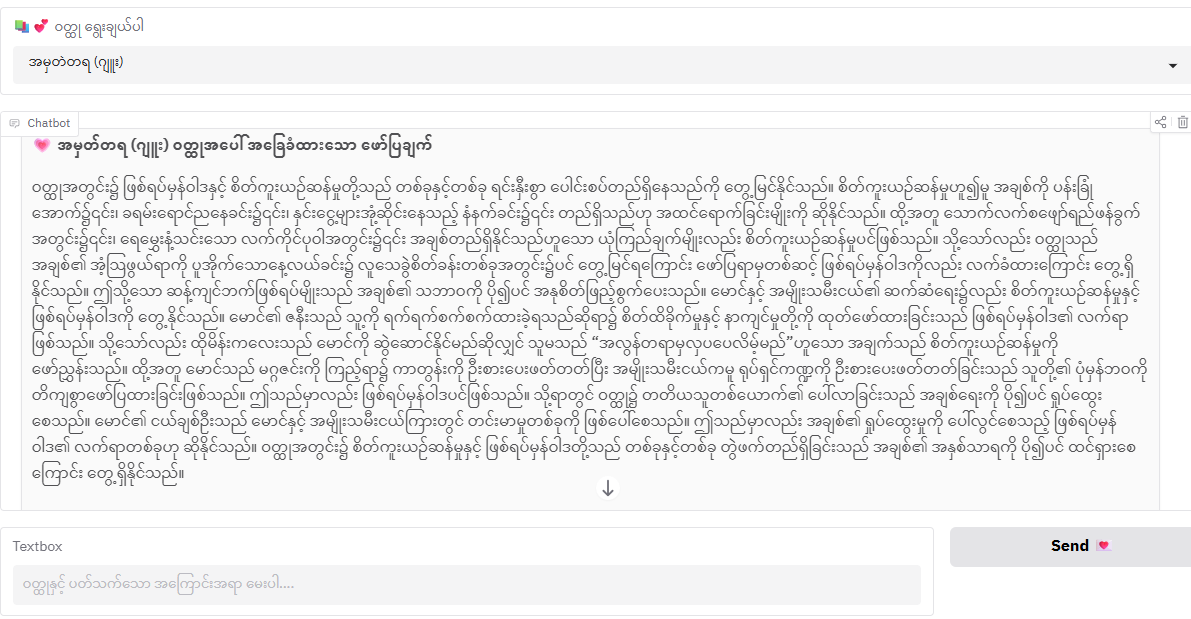 📚 💕 ဝတ္ထု ရွေးချယ်ပါ
အမှတဲတရ (ဂျူး)
Chatbot
💗 အမှတ်တရ (ဂျူး) ဝတ္ထုအပေါ် အခြေခံထားသော ဖော်ပြချက်
ဝတ္ထုအတွင်း၌ ဖြစ်ရပ်မှန်ဝါဒနှင့် စိတ်ကူးယဉ်ဆန်မှုတို့သည် တစ်ခုနှင့်တစ်ခု ရင်းနှီးစွာ ပေါင်းစပ်တည်ရှိနေသည်ကို တွေ့မြင်နိုင်သည်။ စိတ်ကူးယဉ်ဆန်မှုဟူ၍မူ အချစ်ကို ပန်းခြုံ
အောက်၌၎င်း၊ ခရမ်းရောင်ညနေခင်း၌၎င်း၊ နှင်းငွေ့များအုံ့ဆိုင်းနေသည့် နံနက်ခင်း၌၎င်း တည်ရှိသည်ဟု အထင်ရောက်ခြင်းမျိုးကို ဆိုနိုင်သည်။ ထို့အတူ သောက်လက်စဖျော်ရည်ဖန်ခွက်
အတွင်း၌၎င်း၊ ရေမွှေးနံ့သင်းသော လက်ကိုင်ပုဝါအတွင်း၌၎င်း အချစ်တည်ရှိနိုင်သည်ဟူသော ယုံကြည်ချက်မျိုးလည်း စိတ်ကူးယဉ်ဆန်မှုပင်ဖြစ်သည်။ သို့သော်လည်း ဝတ္ထုသည်
အချစ်၏ အံ့ဩဖွယ်ရာကို ပူအိုက်သောနေ့လယ်ခင်း၌ လူသေခွဲစိတ်ခန်းတစ်ခုအတွင်း၌ပင် တွေ့မြင်ရကြောင်း ဖော်ပြရာမှတစ်ဆင့် ဖြစ်ရပ်မှန်ဝါဒကိုလည်း လက်ခံထားကြောင်း တွေ့ရှိ
နိုင်သည်။ ဤသို့သော ဆန့်ကျင်ဘက်ဖြစ်ရပ်မျိုးသည် အချစ်၏ သဘာဝကို ပို၍ပင် အနုစိတ်ဖြည့်စွက်ပေးသည်။ မောင်နှင့် အမျိုးသမီးငယ်၏ ဆက်ဆံရေး၌လည်း စိတ်ကူးယဉ်ဆန်မှုနှင့်
ဖြစ်ရပ်မှန်ဝါဒကို တွေ့နိုင်သည်။ မောင်၏ ဇနီးသည် သူ့ကို ရက်ရက်စက်စက်ထားခဲ့ရသည်ဆိုရာ၌ စိတ်ထိခိုက်မှုနှင့် နာကျင်မှုတို့ကို ထုတ်ဖော်ထားခြင်းသည် ဖြစ်ရပ်မှန်ဝါဒ၏ လက်ရာ
ဖြစ်သည်။ သို့သော်လည်း ထိုမိန်းကလေးသည် မောင်ကို ဆွဲဆောင်နိုင်မည်ဆိုလျှင် သူမသည် “အလွန်တရာမှလှပပေလိမ့်မည်”ဟူသော အချက်သည် စိတ်ကူးယဉ်ဆန်မှုကို
ဖော်ညွှန်းသည်။ ထို့အတူ မောင်သည် မဂ္ဂဇင်းကို ကြည့်ရာ၌ ကာတွန်းကို ဦးစားပေးဖတ်တတ်ပြီး အမျိုးသမီးငယ်ကမူ ရုပ်ရှင်ကဏ္ဍကို ဦးစားပေးဖတ်တတ်ခြင်းသည် သူတို့၏ ပုံမှန်ဘဝကို
တိကျစွာဖော်ပြထားခြင်းဖြစ်သည်။ ဤသည်မှာလည်း ဖြစ်ရပ်မှန်ဝါဒပင်ဖြစ်သည်။ သို့ရာတွင် ဝတ္ထု၌ တတိယသူတစ်ယောက်၏ ပေါ်လာခြင်းသည် အချစ်ရေးကို ပို၍ပင် ရှုပ်ထွေး
စေသည်။ မောင်၏ ငယ်ချစ်ဦးသည် မောင်နှင့် အမျိုးသမီးငယ်ကြားတွင် တင်းမာမှုတစ်ခုကို ဖြစ်ပေါ်စေသည်။ ဤသည်မှာလည်း အချစ်၏ ရှုပ်ထွေးမှုကို ပေါ်လွင်စေသည့် ဖြစ်ရပ်မှန်
ဝါဒ၏ လက်ရာတစ်ခုဟု ဆိုနိုင်သည်။ ဝတ္ထုအတွင်း၌ စိတ်ကူးယဉ်ဆန်မှုနှင့် ဖြစ်ရပ်မှန်ဝါဒတို့သည် တစ်ခုနှင့်တစ်ခု တွဲဖက်တည်ရှိခြင်းသည် အချစ်၏ အနှစ်သာရကို ပို၍ပင် ထင်ရှားစေ
ကြောင်း တွေ့ရှိနိုင်သည်။
Textbox
ဝတ္ထုနှင့် ပတ်သက်သော အကြောင်းအရာ မေးပါ....
Send 💌